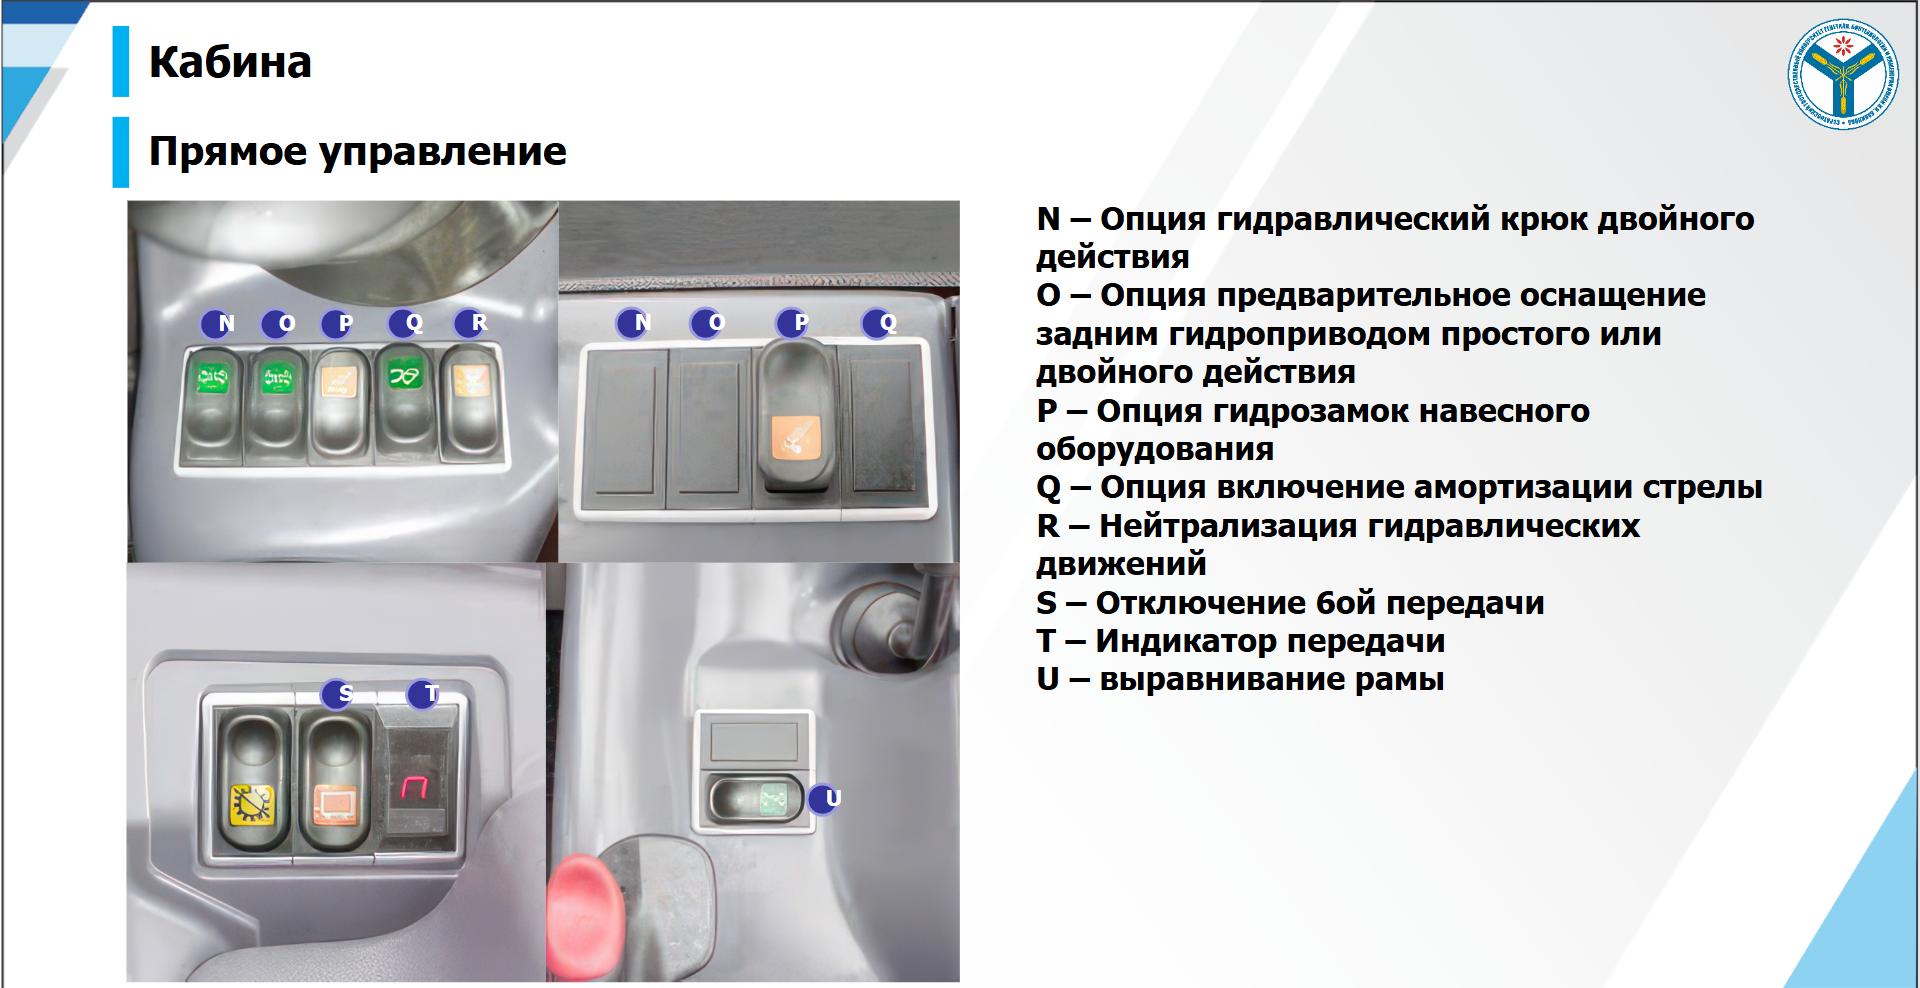 Кабина
Прямое управление
N O P Q R
N O P Q
S T
U
N – Опция гидравлический крюк двойного
действия
O – Опция предварительное оснащение
задним гидроприводом простого или
двойного действия
P – Опция гидрозамок навесного
оборудования
Q – Опция включение амортизации стрелы
R – Нейтрализация гидравлических
движений
S – Отключение 6ой передачи
T – Индикатор передачи
U – выравнивание рамы